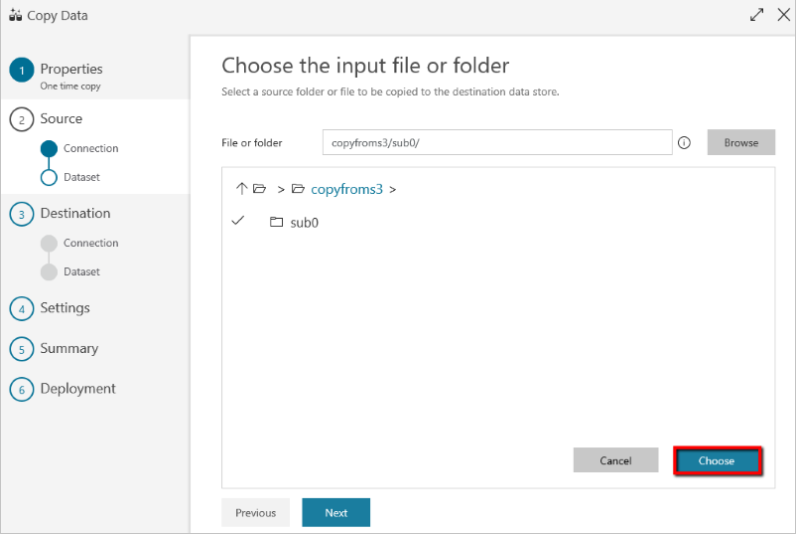 Copy Data
1 Properties
One time copy
2 Source
Connection
Dataset
3 Destination
Connection
Dataset
4 Settings
5 Summary
6 Deployment
Choose the input file or folder
Select a source folder or file to be copied to the destination data store.
File or folder copyfroms3/sub0/ Browse
> copyfroms3 >
sub0
Cancel Choose
Previous Next